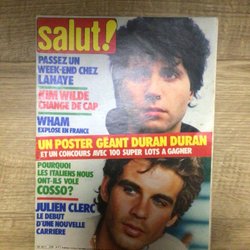 salut!
PASSEZ UN
WEEK-END CHEZ
LAHAYE
KIM WILDE
CHANGE DE CAP
WHAM
EXPLOSE EN FRANCE
UN POSTER GÉANT DURAN DURAN
ET UN CONCOURS AVEC 100 SUPER LOTS A GAGNER
POURQUOI
LES ITALIENS NOUS
ONT-ILS VOLÉ
COSSO?
JULIEN CLERC
LE DEBUT
D'UNE NOUVELLE
CARRIERE